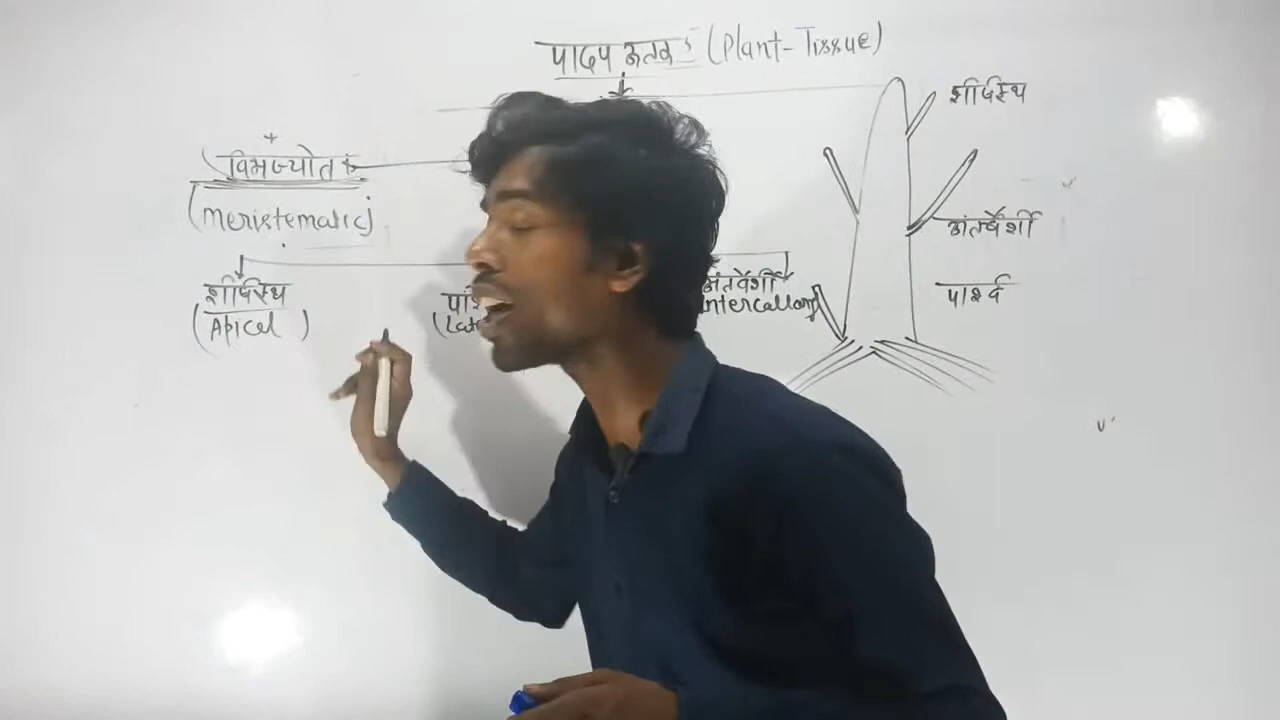 पादप ऊतक (Plant-Tissue)
शीर्षस्थ
विभज्योतक
(Meristematic)
अंतर्वेशी
शीर्षस्थ
(Apical)
अंतर्वेशी
Intercallary
पार्श्व